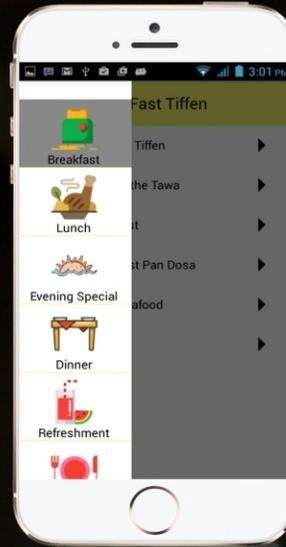 3:01 PM
Fast Tiffen
Breakfast
Tiffen
the Tawa
Lunch
st
Evening Special
st Pan Dosa
afood
Dinner
Refreshment